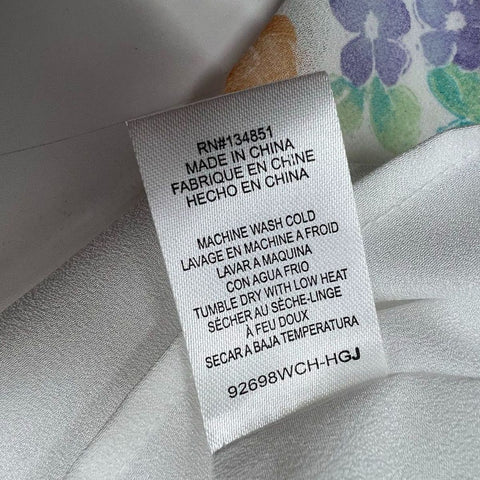 RN#134851
MADE IN CHINA
FABRIQUE EN CHINE
HECHO EN CHINA
MACHINE WASH COLD
LAVAGE EN MACHINE A FROID
LAVAR A MAQUINA
CON AGUA FRIO
TUMBLE DRY WITH LOW HEAT
SÉCHER AU SÈCHE-LINGE
À FEU DOUX
SECAR A BAJA TEMPERATURA
92698WCH-HGJ